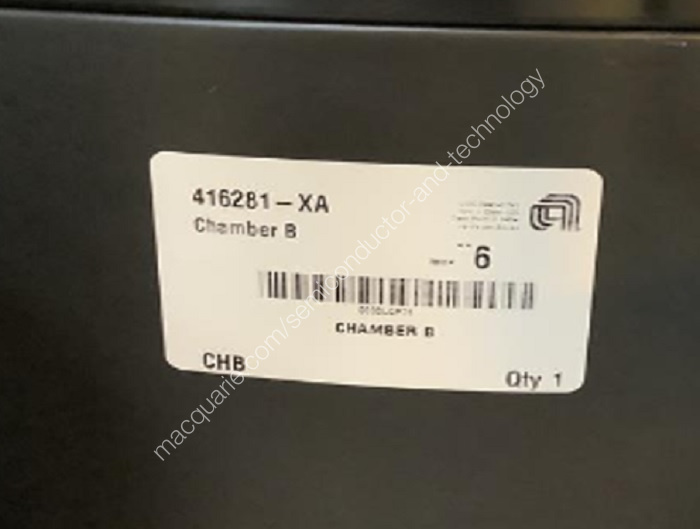 416281-XA
Chamber B
6
CHAMBER B
CHB
Qty 1
macquarie.com/semiconductor-and-technology